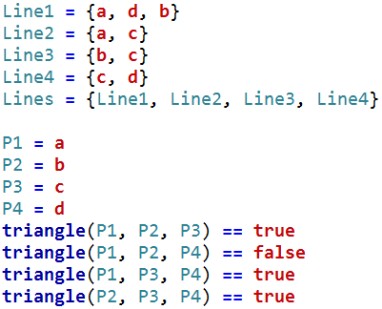 Line1 = {a, d, b}
Line2 = {a, c}
Line3 = {b, c}
Line4 = {c, d}
Lines = {Line1, Line2, Line3, Line4}
P1 = a
P2 = b
P3 = c
P4 = d
triangle(P1, P2, P3) == true
triangle(P1, P2, P4) == false
triangle(P1, P3, P4) == true
triangle(P2, P3, P4) == true